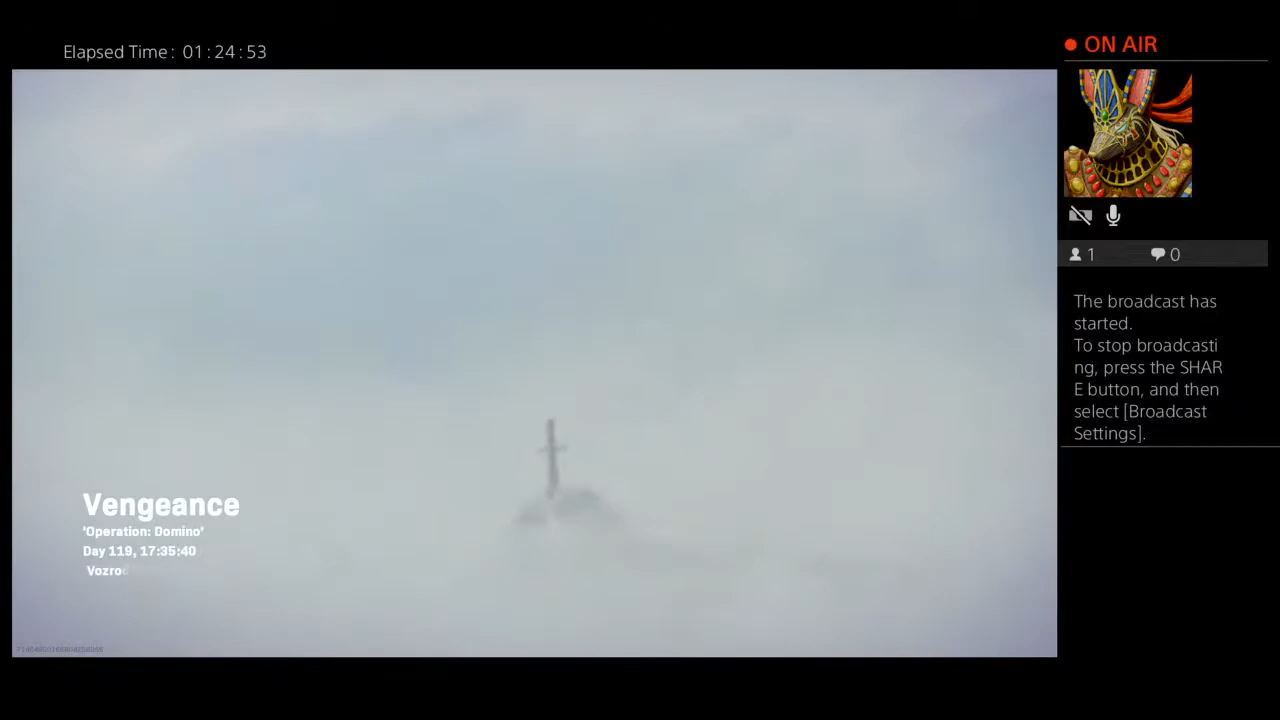 Elapsed Time: 01:24:53
ON AIR
1
0
The broadcast has
started.
To stop broadcasti
ng, press the SHAR
E button, and then
select [Broadcast
Settings].
Vengeance
'Operation: Domino'
Day 119, 17:35:40
Vozro